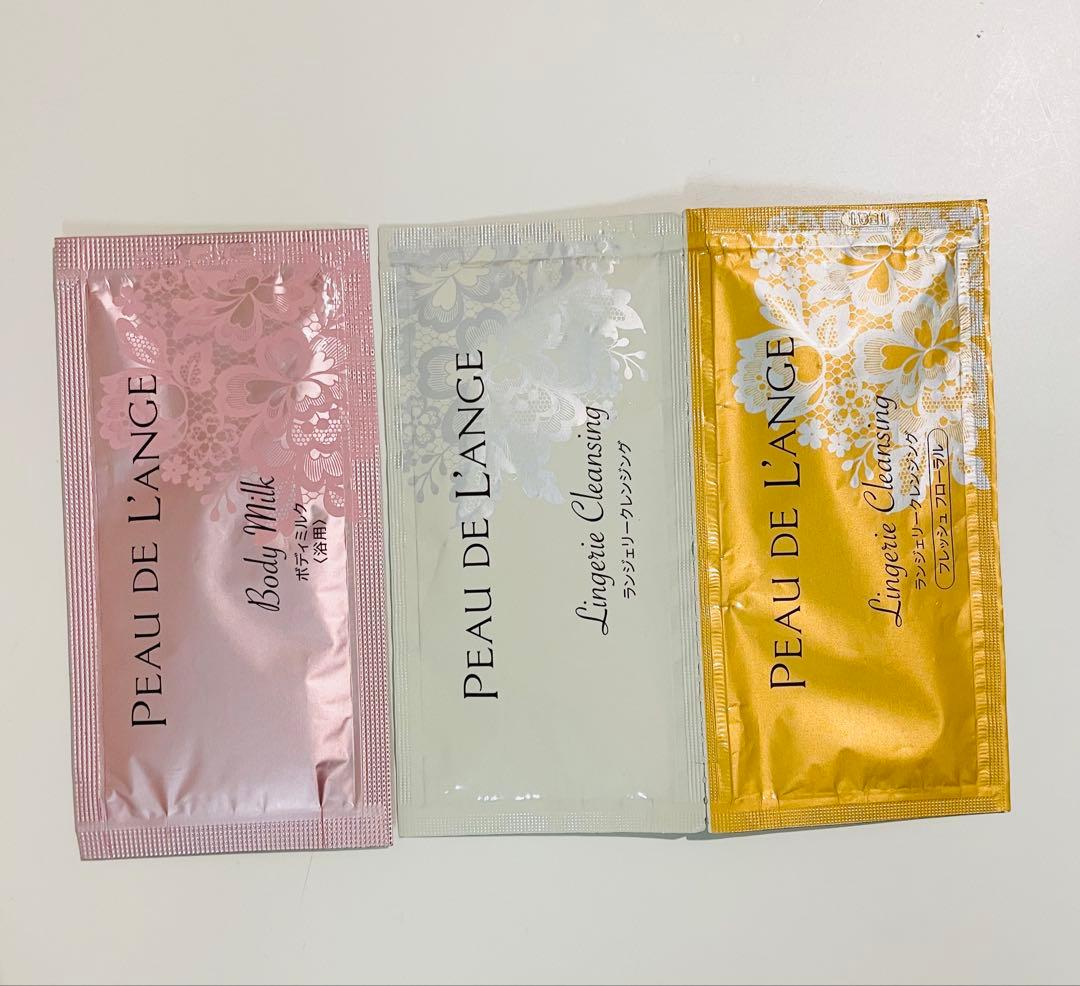 PEAU DE L'ANGE
Body Milk
ボディミルク
〈浴用〉
PEAU DE L'ANGE
Lingerie Cleansing
ランジェリークレンジング
PEAU DE L'ANGE
Lingerie Cleansing
ランジェリークレンジング
フレッシュ フローラル